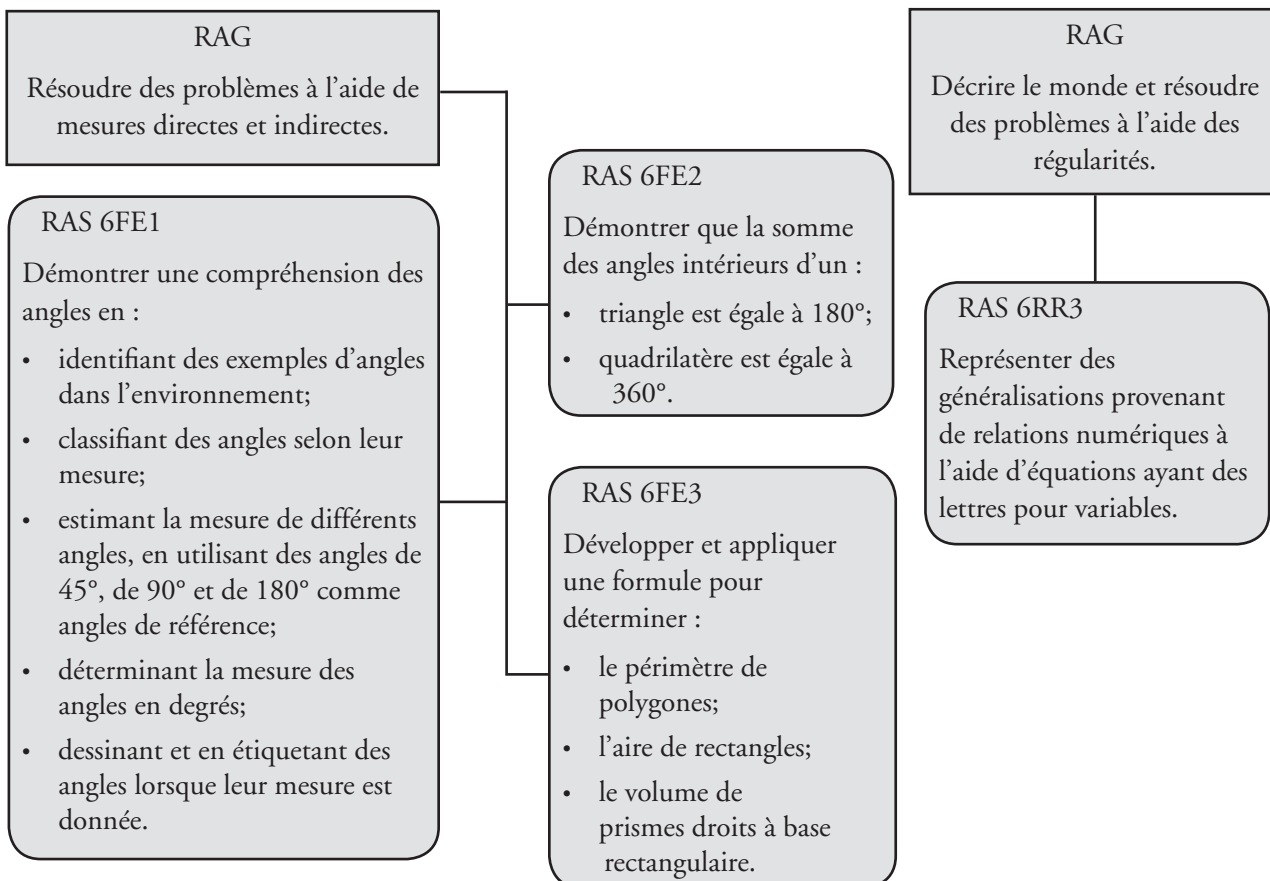 RAG
Résoudre des problèmes à l’aide de
mesures directes et indirectes.
RAS 6FE1
Démontrer une compréhension des
angles en :
• identifiant des exemples d’angles
dans l’environnement;
• classifiant des angles selon leur
mesure;
• estimant la mesure de différents
angles, en utilisant des angles de
45°, de 90° et de 180° comme
angles de référence;
• déterminant la mesure des
angles en degrés;
• dessinant et en étiquetant des
angles lorsque leur mesure est
donnée.
RAS 6FE2
Démontrer que la somme
des angles intérieurs d’un :
• triangle est égale à 180°;
• quadrilatère est égale à
360°.
RAS 6FE3
Développer et appliquer
une formule pour
déterminer :
• le périmètre de
polygones;
• l’aire de rectangles;
• le volume de
prismes droits à base
rectangulaire.
RAG
Décrire le monde et résoudre
des problèmes à l’aide des
régularités.
RAS 6RR3
Représenter des
généralisations provenant
de relations numériques à
l’aide d’équations ayant des
lettres pour variables.